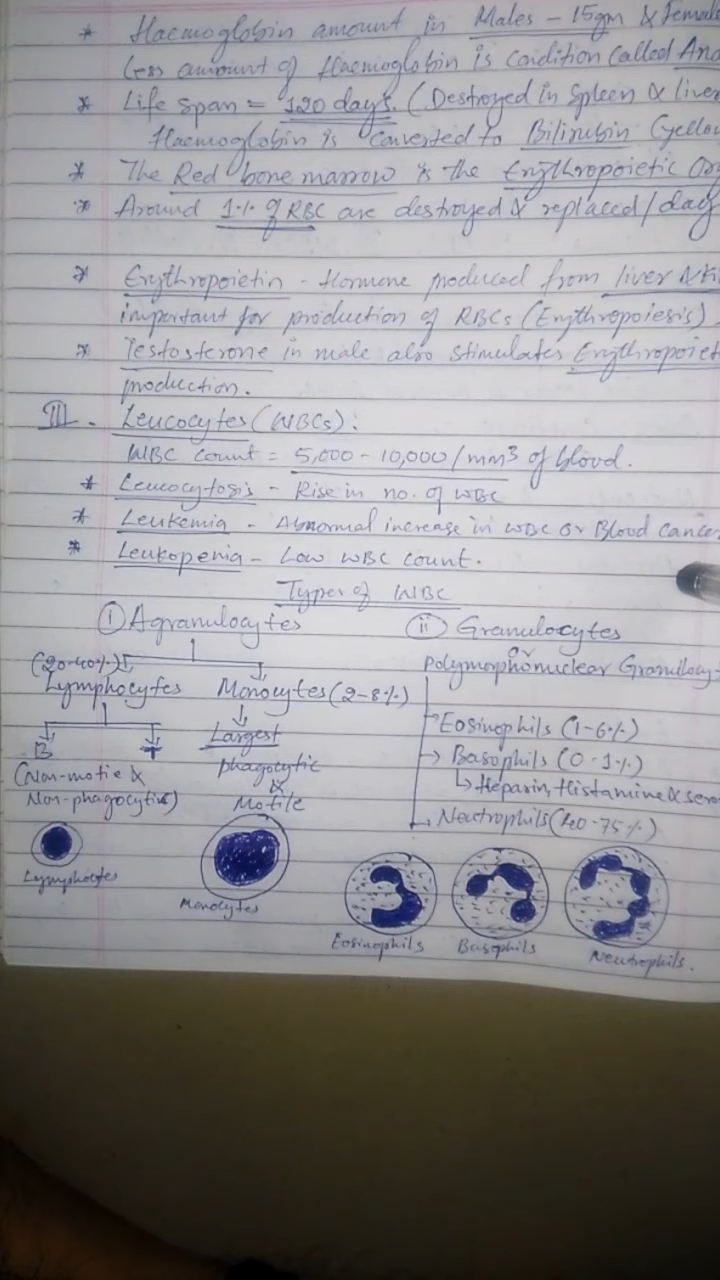 * Haemoglobin amount in Males - 15gm & Female
less amount of Haemoglobin is condition called Ana
* Life Span = 120 days. (Destroyed in Spleen & liver
Haemoglobin is converted to Bilirubin (yellow
* The Red bone marrow is the Erythropoietic Org
* Around 1% of RBC are destroyed & replaced/day
* Erythropoietin - Hormone produced from liver & Ki
important for production of RBCs (Erythropoiesis)
* Testosterone in male also stimulates Erythropoiet
production.
III. Leucocytes (WBCs):
WBC count = 5,000 - 10,000 / mm3 of blood.
* Leucocytosis - Rise in no. of WBC
* Leukemia - Abnormal increase in WBC or Blood cancer
* Leukopenia - Low WBC count.
Types of WBC
(i) Agranulocytes (ii) Granulocytes
or
(20-40%) Polymorphonuclear Granulocy
Lymphocytes Monocytes (2-8%)
Largest Eosinophils (1-6%)
B T Basophils (0-1%)
(Non-motile & phagocytic Heparin, Histamine & Sero
Non-phagocytive) & Motile
Neutrophils (40-75%)
Lymphocytes
Monocytes
Eosinophils Basophils Neutrophils.